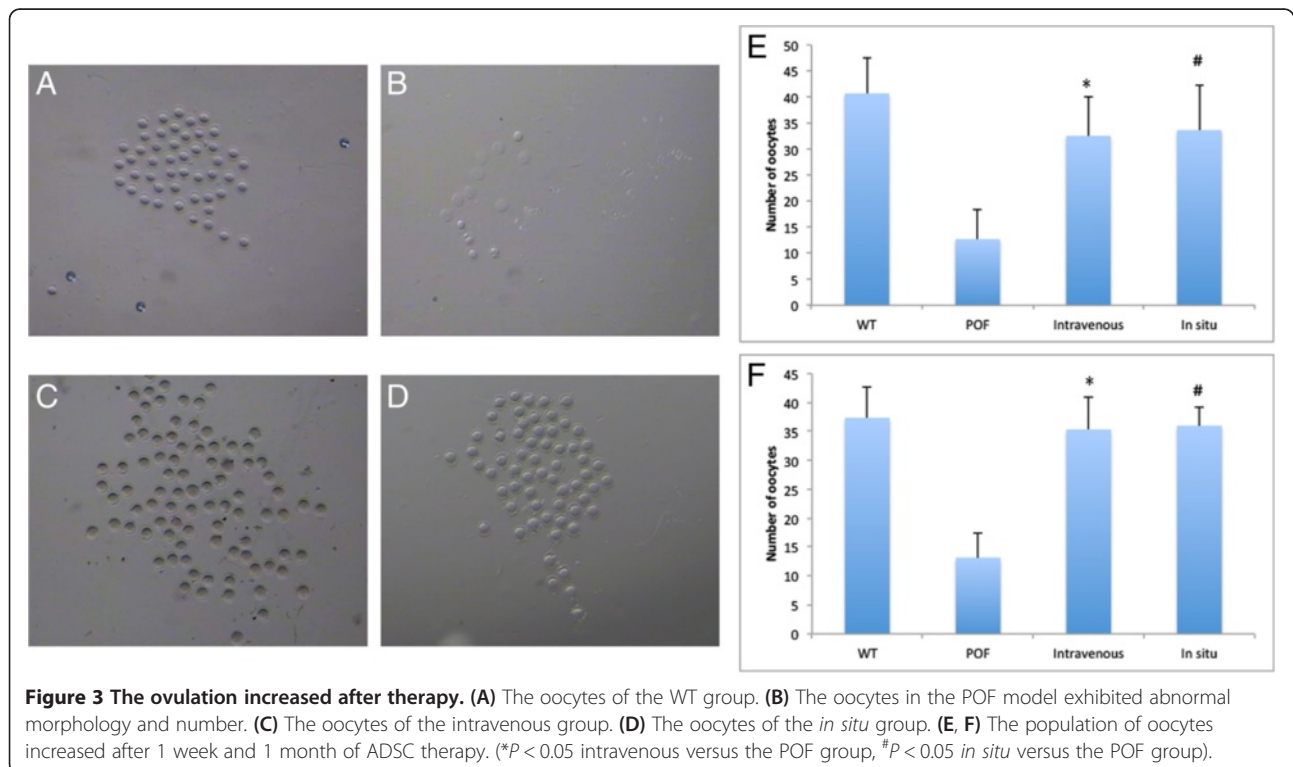 A
B
C
D
E
50
45
40
35
30
25
20
15
10
5
0
Number of oocytes
*
#
WT POF Intravenous In situ
F
45
40
35
30
25
20
15
10
5
0
Number of oocytes
*
#
WT POF Intravenous In situ
Figure 3 The ovulation increased after therapy. (A) The oocytes of the WT group. (B) The oocytes in the POF model exhibited abnormal
morphology and number. (C) The oocytes of the intravenous group. (D) The oocytes of the in situ group. (E, F) The population of oocytes
increased after 1 week and 1 month of ADSC therapy. (*P < 0.05 intravenous versus the POF group, #P < 0.05 in situ versus the POF group).